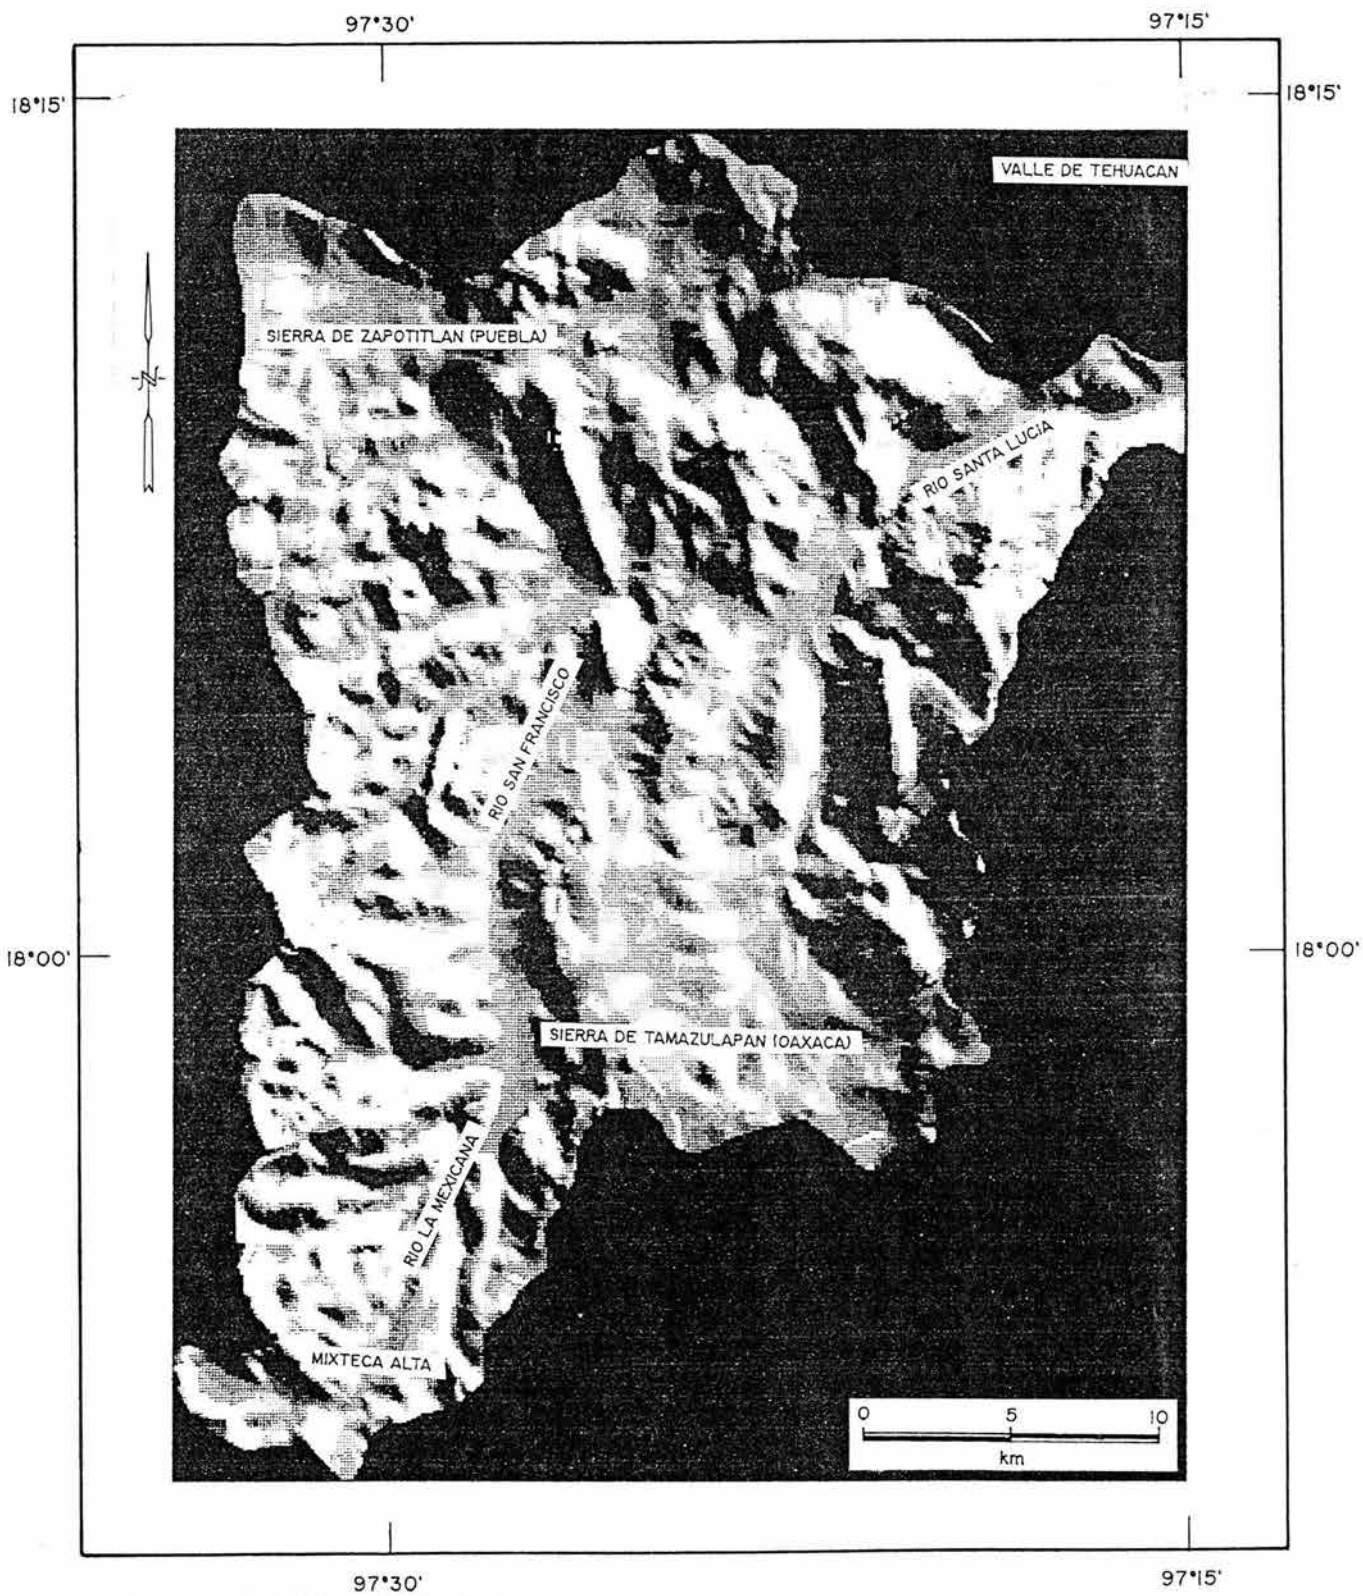 97°30'
97°15'
18°15'
18°15'
VALLE DE TEHUACAN
SIERRA DE ZAPOTITLAN (PUEBLA)
RIO SANTA LUCIA
RIO SAN FRANCISCO
18°00'
18°00'
SIERRA DE TAMAZULAPAN (OAXACA)
RIO LA MEXICANA
MIXTECA ALTA
0 5 10
km
97°30'
97°15'